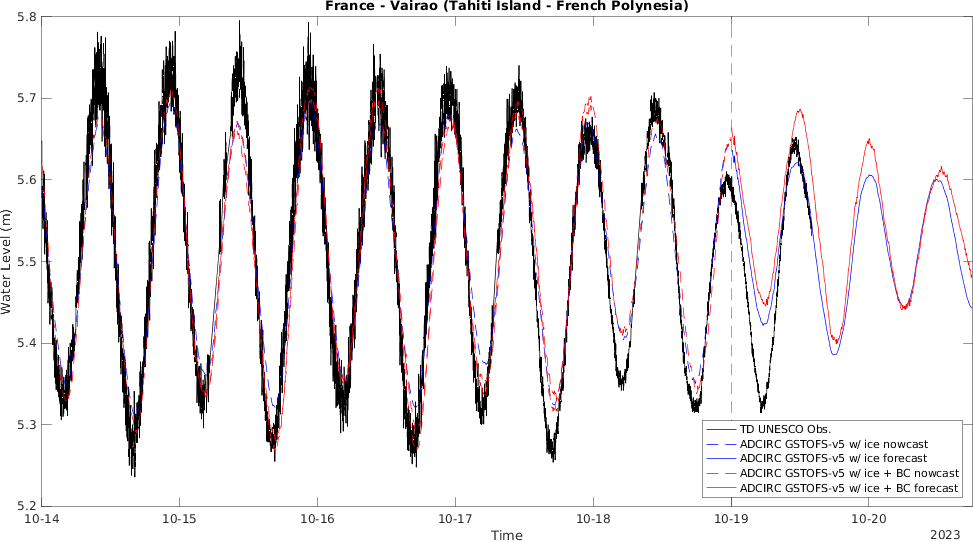 France - Vairao (Tahiti Island - French Polynesia)
5.8
5.7
5.6
5.5
5.4
5.3
5.2
Water Level (m)
TD UNESCO Obs.
ADCIRC GSTOFS-v5 w/ ice nowcast
ADCIRC GSTOFS-v5 w/ ice forecast
ADCIRC GSTOFS-v5 w/ ice + BC nowcast
ADCIRC GSTOFS-v5 w/ ice + BC forecast
10-14 10-15 10-16 10-17 10-18 10-19 10-20
Time
2023